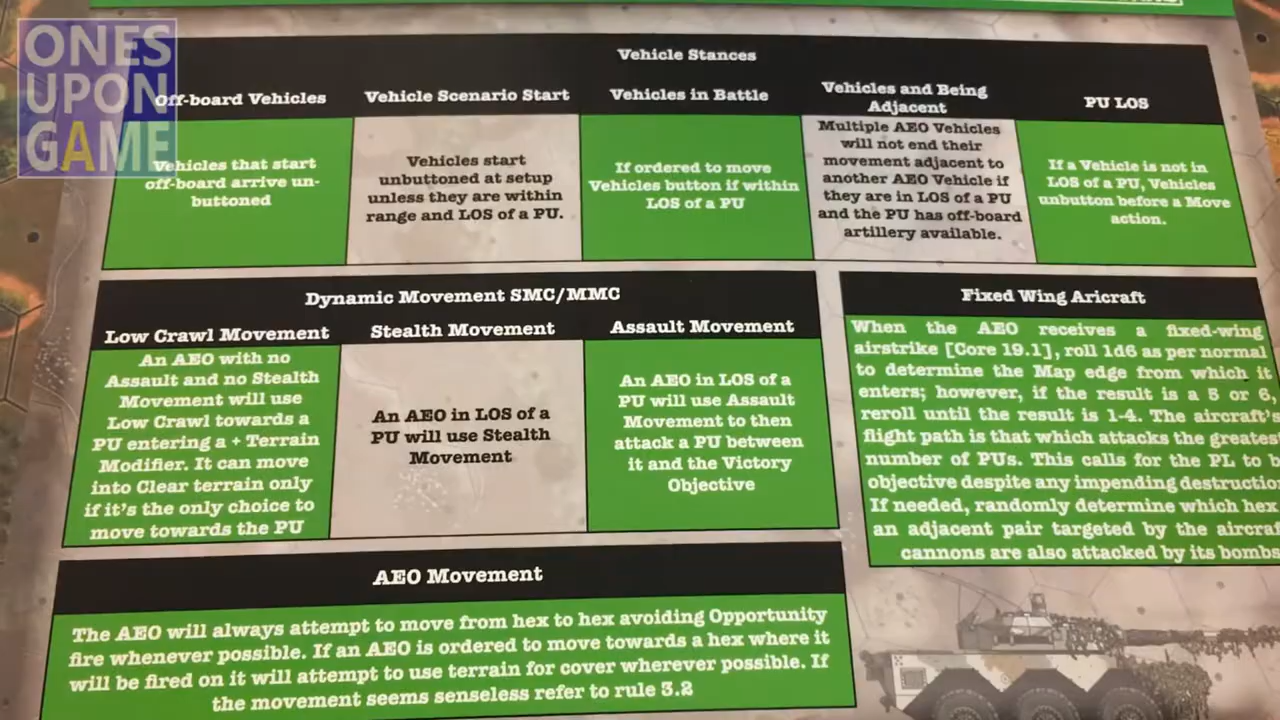 ONES
UPON
GAME
Vehicle Stances
Off-board Vehicles
Vehicles that start
off-board arrive un-
buttoned
Vehicle Scenario Start
Vehicles start
unbuttoned at setup
unless they are within
range and LOS of a PU.
Vehicles in Battle
If ordered to move
Vehicles button if within
LOS of a PU
Vehicles and Being
Adjacent
Multiple AEO Vehicles
will not end their
movement adjacent to
another AEO Vehicle if
they are in LOS of a PU
and the PU has off-board
artillery available.
PU LOS
If a Vehicle is not in
LOS of a PU, Vehicles
unbutton before a Move
action.
Dynamic Movement SMC/MMC
Low Crawl Movement
An AEO with no
Assault and no Stealth
Movement will use
Low Crawl towards a
PU entering a + Terrain
Modifier. It can move
into Clear terrain only
if it's the only choice to
move towards the PU
Stealth Movement
An AEO in LOS of a
PU will use Stealth
Movement
Assault Movement
An AEO in LOS of a
PU will use Assault
Movement to then
attack a PU between
it and the Victory
Objective
Fixed Wing Aricraft
When the AEO receives a fixed-wing
airstrike [Core 19.1], roll 1d6 as per normal
to determine the Map edge from which it
enters; however, if the result is a 5 or 6,
reroll until the result is 1-4. The aircraft's
flight path is that which attacks the greates
number of PUs. This calls for the PL to b
objective despite any impending destructio
If needed, randomly determine which hex
an adjacent pair targeted by the aircra
cannons are also attacked by its bombs
AEO Movement
The AEO will always attempt to move from hex to hex avoiding Opportunity
fire whenever possible. If an AEO is ordered to move towards a hex where it
will be fired on it will attempt to use terrain for cover wherever possible. If
the movement seems senseless refer to rule 3.2